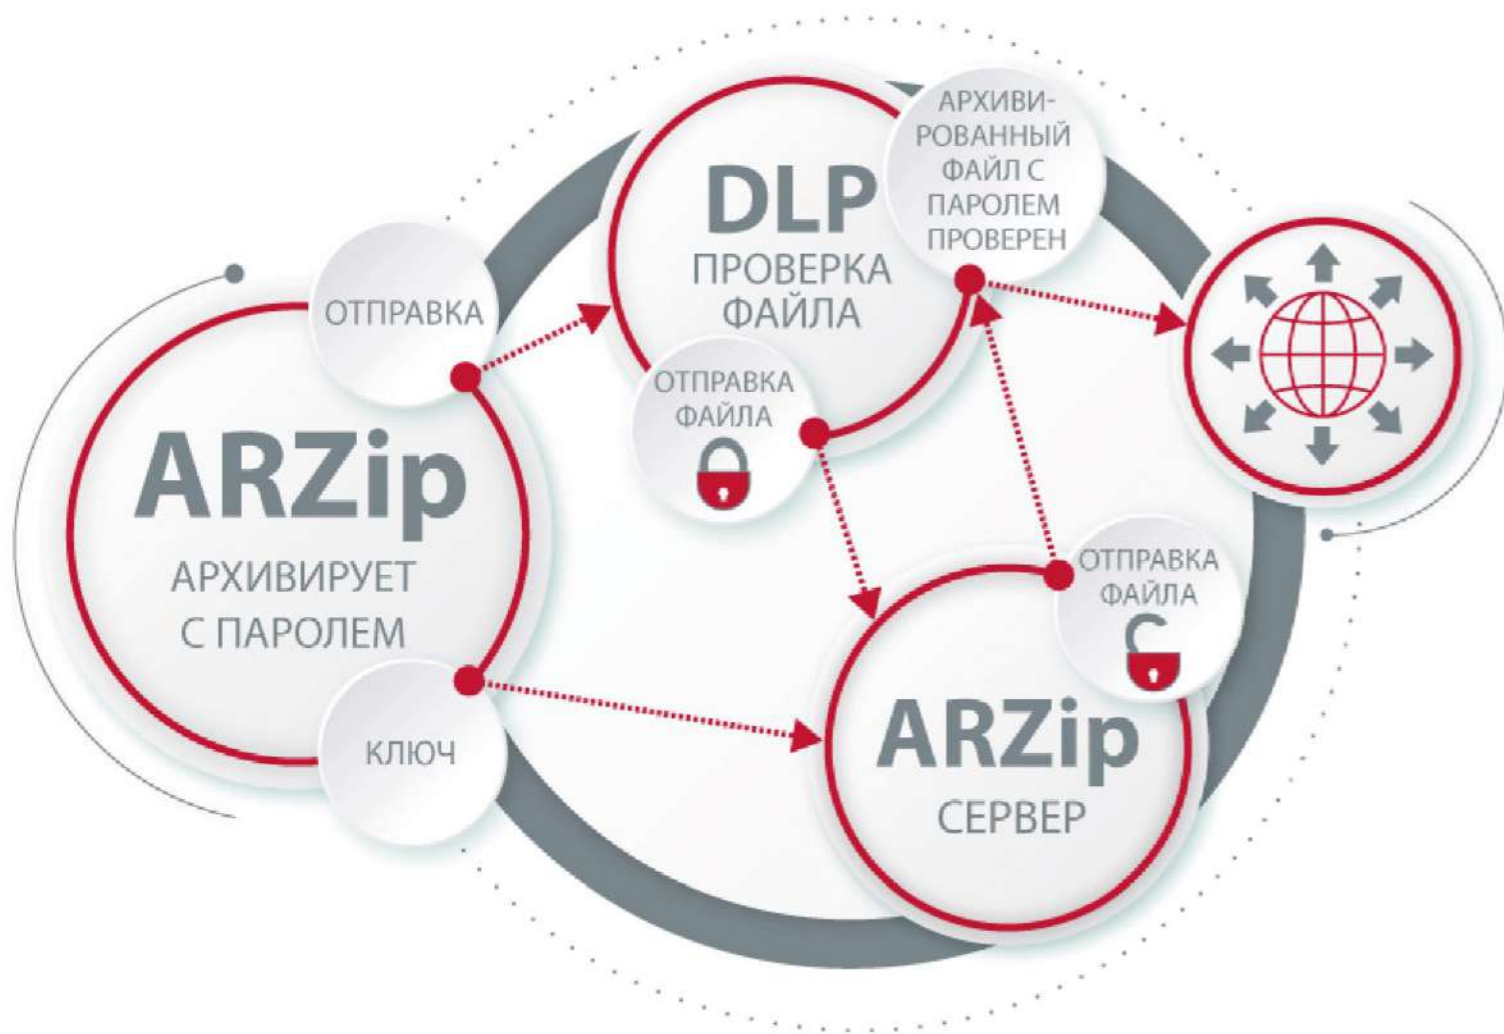 ОТПРАВКА
ARZip
АРХИВИРУЕТ
С ПАРОЛЕМ
КЛЮЧ
DLP
ПРОВЕРКА
ФАЙЛА
ОТПРАВКА
ФАЙЛА
АРХИВИ-
РОВАННЫЙ
ФАЙЛ С
ПАРОЛЕМ
ПРОВЕРЕН
ОТПРАВКА
ФАЙЛА
ARZip
СЕРВЕР